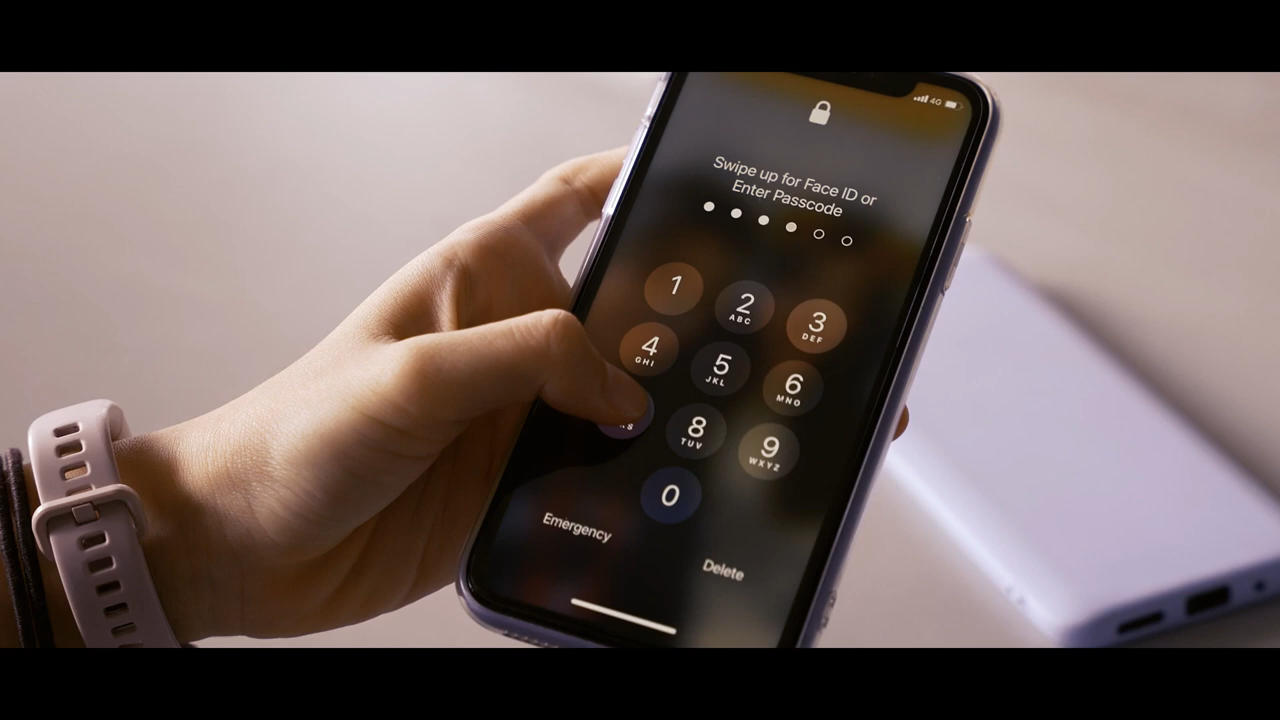 4G
Swipe up for Face ID or
Enter Passcode
1
2
ABC
3
DEF
4
GHI
5
JKL
6
MNO
RS
8
TUV
9
WXYZ
0
Emergency
Delete